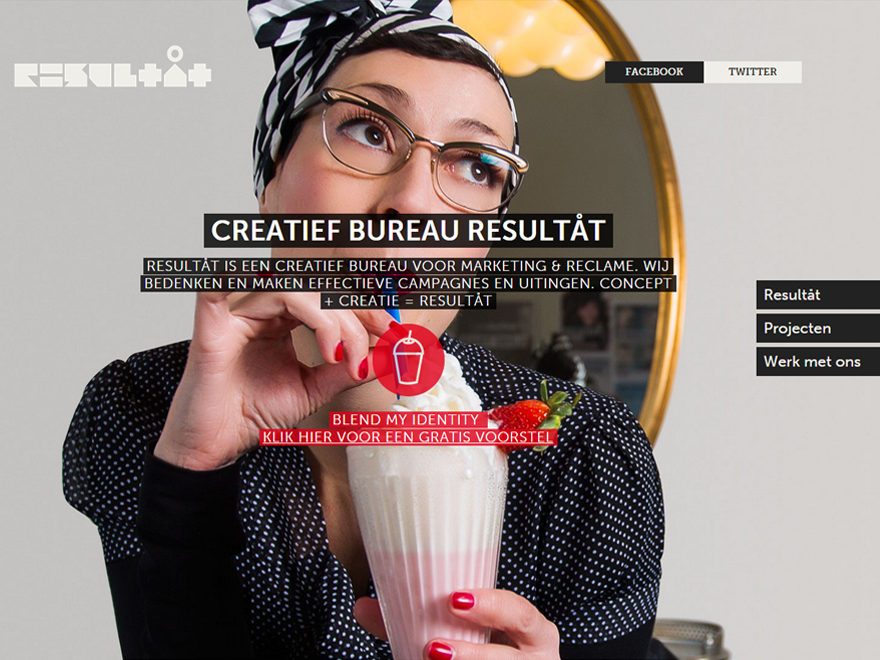 RESULTÅT
FACEBOOK
TWITTER
CREATIEF BUREAU RESULTÅT
RESULTÅT IS EEN CREATIEF BUREAU VOOR MARKETING & RECLAME. WIJ
BEDENKEN EN MAKEN EFFECTIEVE CAMPAGNES EN UITINGEN. CONCEPT
+ CREATIE = RESULTÅT
Resultåt
Projecten
Werk met ons
BLEND MY IDENTITY
KLIK HIER VOOR EEN GRATIS VOORSTEL